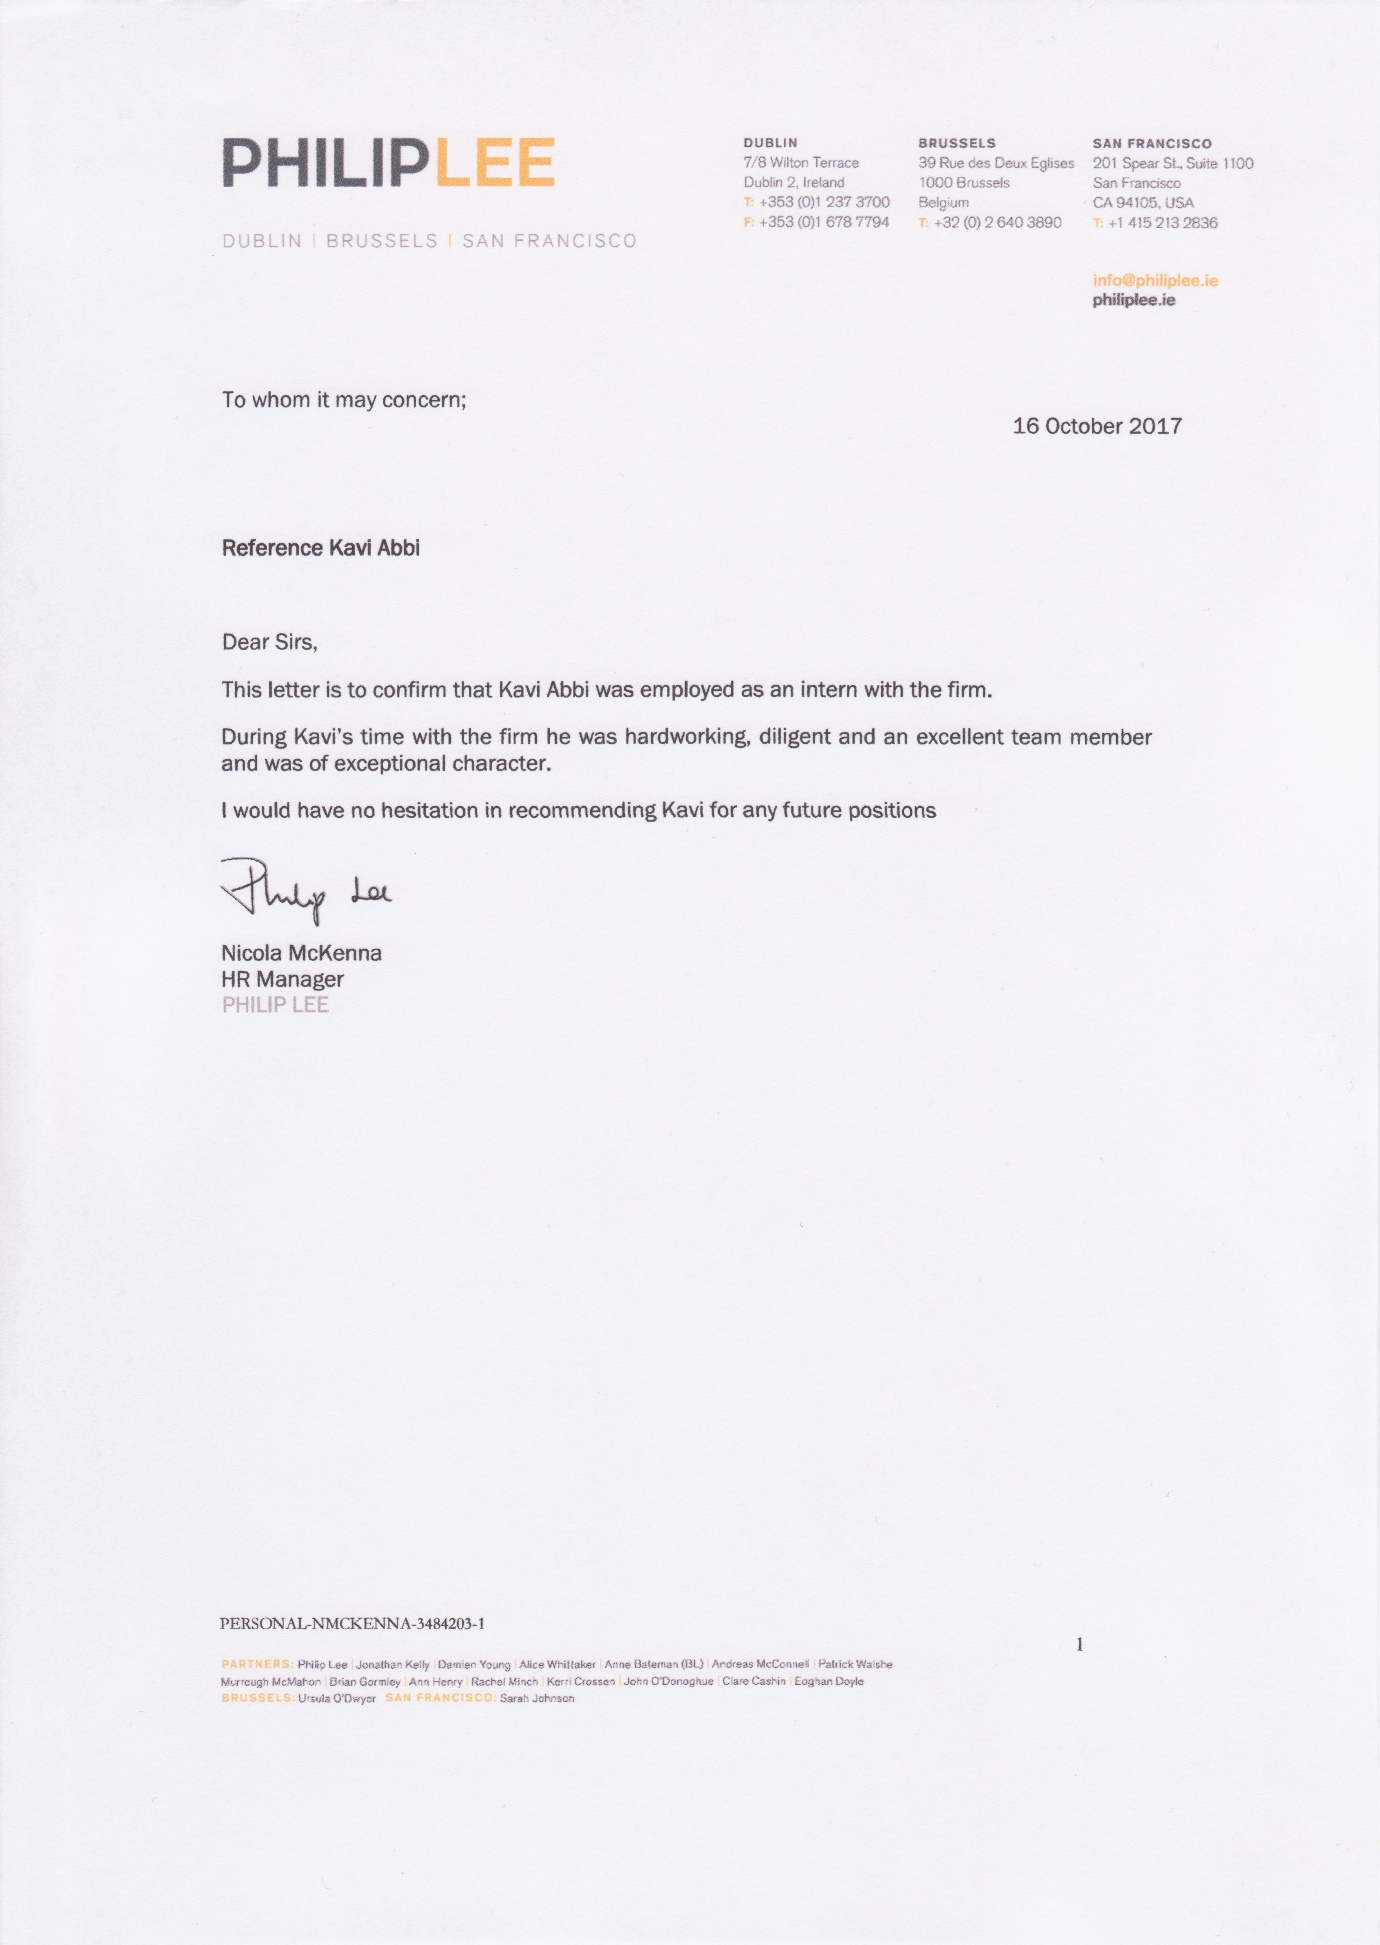 PHILIPLEE
DUBLIN | BRUSSELS | SAN FRANCISCO
DUBLIN
7/8 Wilton Terrace
Dublin 2, Ireland
T: +353 (0)1 237 3700
F: +353 (0)1 678 7794
BRUSSELS
39 Rue des Deux Eglises
1000 Brussels
Belgium
T: +32 (0) 2 640 3890
SAN FRANCISCO
201 Spear St., Suite 1100
San Francisco
CA 94105, USA
T: +1 415 213 2836
info@philiplee.ie
philiplee.ie
To whom it may concern;
16 October 2017
Reference Kavi Abbi
Dear Sirs,
This letter is to confirm that Kavi Abbi was employed as an intern with the firm.
During Kavi's time with the firm he was hardworking, diligent and an excellent team member
and was of exceptional character.
I would have no hesitation in recommending Kavi for any future positions
Philip Lee
Nicola McKenna
HR Manager
PHILIP LEE
PERSONAL-NMCKENNA-3484203-1
1
PARTNERS: Philip Lee | Jonathan Kelly | Damien Young | Alice Whittaker | Anne Bateman (BL) | Andreas McConnell | Patrick Walshe
Murrough McMahon | Brian Gormley | Ann Henry | Rachel Minch | Kerri Crossen | John O'Donoghue | Clare Cashin | Eoghan Doyle
BRUSSELS: Ursula O'Dwyer SAN FRANCISCO: Sarah Johnson